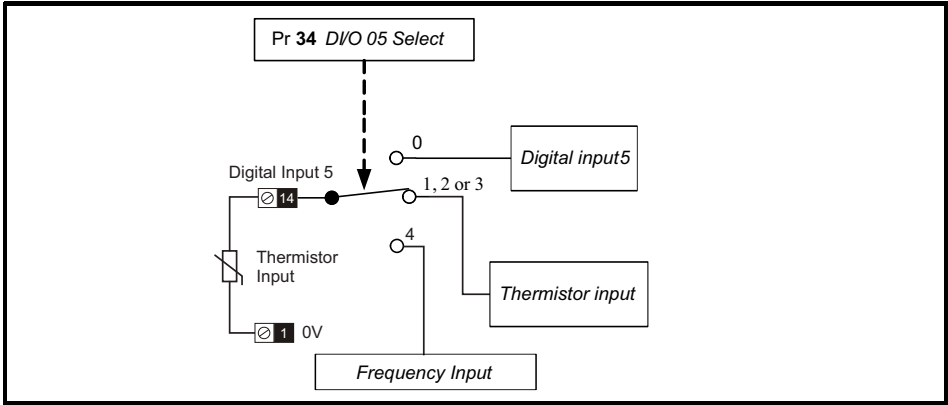 Pr 34 DI/O 05 Select
0
Digital input5
Digital Input 5
1, 2 or 3
14
4
Thermistor
Input
Thermistor input
1 0V
Frequency Input